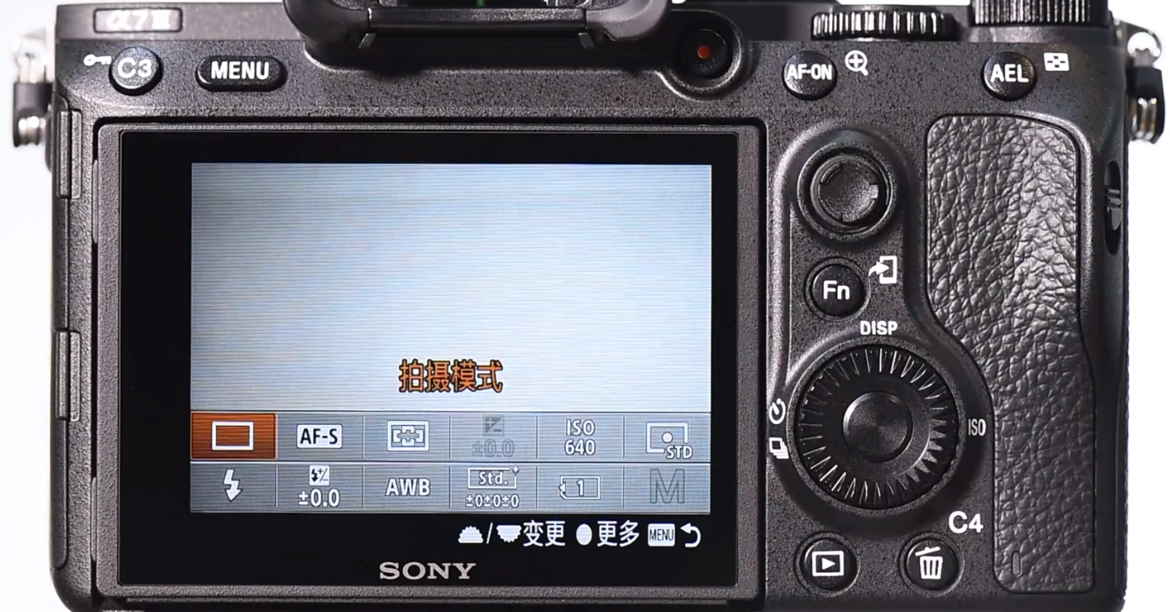 α7 III
C3
MENU
AF-ON
AEL
拍摄模式
AF-S
±0.0
ISO
640
STD
±0.0
AWB
Std.
±0±0±0
1
M
变更 更多 MENU
SONY
Fn
DISP
ISO
C4